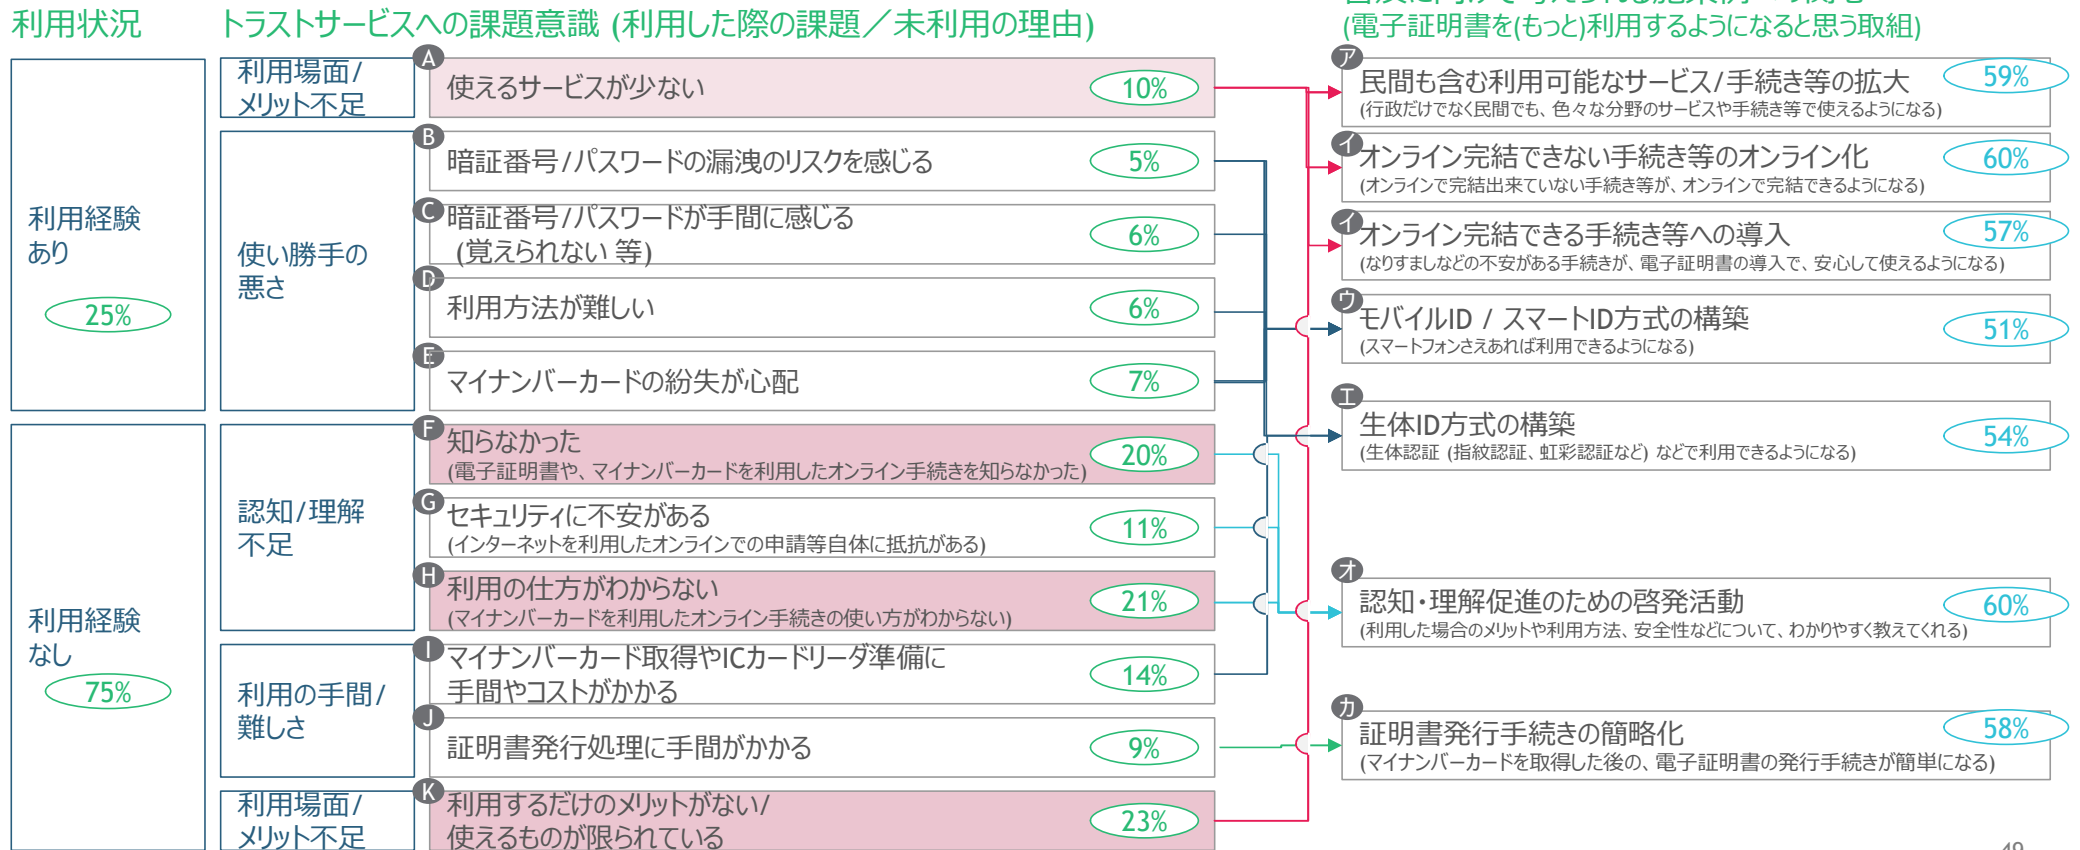 利用状況
トラストサービスへの課題意識 (利用した際の課題／未利用の理由)
(電子証明書を(もっと)利用するようになると思う取組)
利用経験
あり
25%
利用場面/
メリット不足
A
使えるサービスが少ない
10%
使い勝手の
悪さ
B
暗証番号/パスワードの漏洩のリスクを感じる
5%
C
暗証番号/パスワードが手間に感じる
(覚えられない 等)
6%
D
利用方法が難しい
6%
E
マイナンバーカードの紛失が心配
7%
利用経験
なし
75%
認知/理解
不足
F
知らなかった
(電子証明書や、マイナンバーカードを利用したオンライン手続きを知らなかった)
20%
G
セキュリティに不安がある
(インターネットを利用したオンラインでの申請等自体に抵抗がある)
11%
H
利用の仕方がわからない
(マイナンバーカードを利用したオンライン手続きの使い方がわからない)
21%
利用の手間/
難しさ
I
マイナンバーカード取得やICカードリーダ準備に
手間やコストがかかる
14%
J
証明書発行処理に手間がかかる
9%
利用場面/
メリット不足
K
利用するだけのメリットがない/
使えるものが限られている
23%
ア
民間も含む利用可能なサービス/手続き等の拡大
(行政だけでなく民間でも、色々な分野のサービスや手続き等で使えるようになる)
59%
イ
オンライン完結できない手続き等のオンライン化
(オンラインで完結出来ていない手続き等が、オンラインで完結できるようになる)
60%
イ
オンライン完結できる手続き等への導入
(なりすましなどの不安がある手続きが、電子証明書の導入で、安心して使えるようになる)
57%
ウ
モバイルID / スマートID方式の構築
(スマートフォンさえあれば利用できるようになる)
51%
エ
生体ID方式の構築
(生体認証 (指紋認証、虹彩認証など) などで利用できるようになる)
54%
オ
認知・理解促進のための啓発活動
(利用した場合のメリットや利用方法、安全性などについて、わかりやすく教えてくれる)
60%
カ
証明書発行手続きの簡略化
(マイナンバーカードを取得した後の、電子証明書の発行手続きが簡単になる)
58%